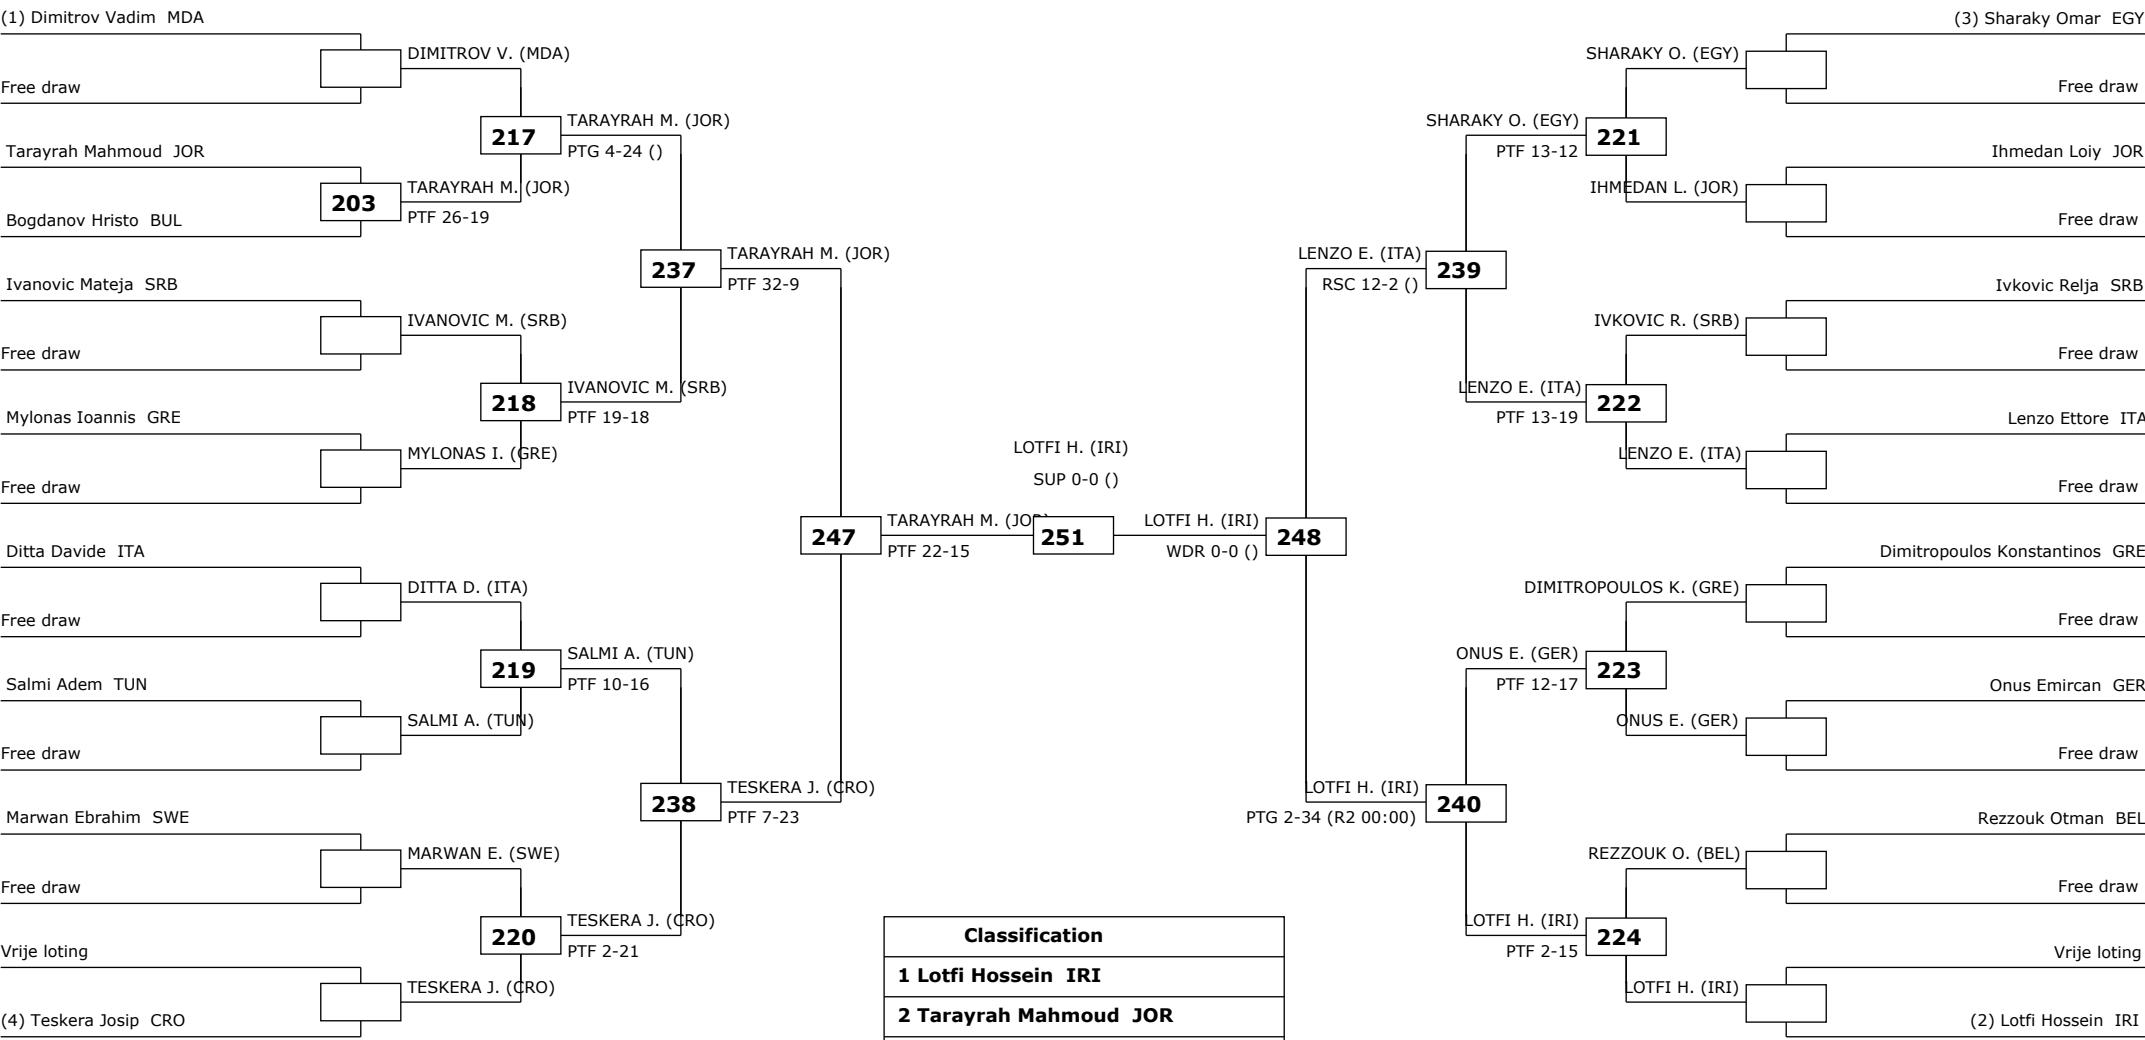 (1) Dimitrov Vadim  MDA
Free draw
DIMITROV V. (MDA)
Tarayrah Mahmoud  JOR
203
Bogdanov Hristo  BUL
TARAYRAH M. (JOR)
PTF 26-19
217
TARAYRAH M. (JOR)
PTG 4-24 ()
Ivanovic Mateja  SRB
Free draw
IVANOVIC M. (SRB)
Mylonas Ioannis  GRE
Free draw
MYLONAS I. (GRE)
218
IVANOVIC M. (SRB)
PTF 19-18
237
TARAYRAH M. (JOR)
PTF 32-9
Ditta Davide  ITA
Free draw
DITTA D. (ITA)
Salmi Adem  TUN
Free draw
SALMI A. (TUN)
219
SALMI A. (TUN)
PTF 10-16
Marwan Ebrahim  SWE
Free draw
MARWAN E. (SWE)
Vrije loting
(4) Teskera Josip  CRO
TESKERA J. (CRO)
220
TESKERA J. (CRO)
PTF 2-21
238
TESKERA J. (CRO)
PTF 7-23
247
TARAYRAH M. (JOR)
PTF 22-15
LOTFI H. (IRI)
SUP 0-0 ()
251
LOTFI H. (IRI)
WDR 0-0 ()
248
LENZO E. (ITA)
RSC 12-2 ()
239
SHARAKY O. (EGY)
PTF 13-12
221
SHARAKY O. (EGY)
(3) Sharaky Omar  EGY
Free draw
IHMEDAN L. (JOR)
Ihmedan Loiy  JOR
Free draw
LENZO E. (ITA)
PTF 13-19
222
IVKOVIC R. (SRB)
Ivkovic Relja  SRB
Free draw
LENZO E. (ITA)
Lenzo Ettore  ITA
Free draw
LOTFI H. (IRI)
PTG 2-34 (R2 00:00)
240
ONUS E. (GER)
PTF 12-17
223
DIMITROPOULOS K. (GRE)
Dimitropoulos Konstantinos  GRE
Free draw
ONUS E. (GER)
Onus Emircan  GER
Free draw
LOTFI H. (IRI)
PTF 2-15
224
REZZOUK O. (BEL)
Rezzouk Otman  BEL
Free draw
LOTFI H. (IRI)
Vrije loting
(2) Lotfi Hossein  IRI
Classification
1 Lotfi Hossein  IRI
2 Tarayrah Mahmoud  JOR